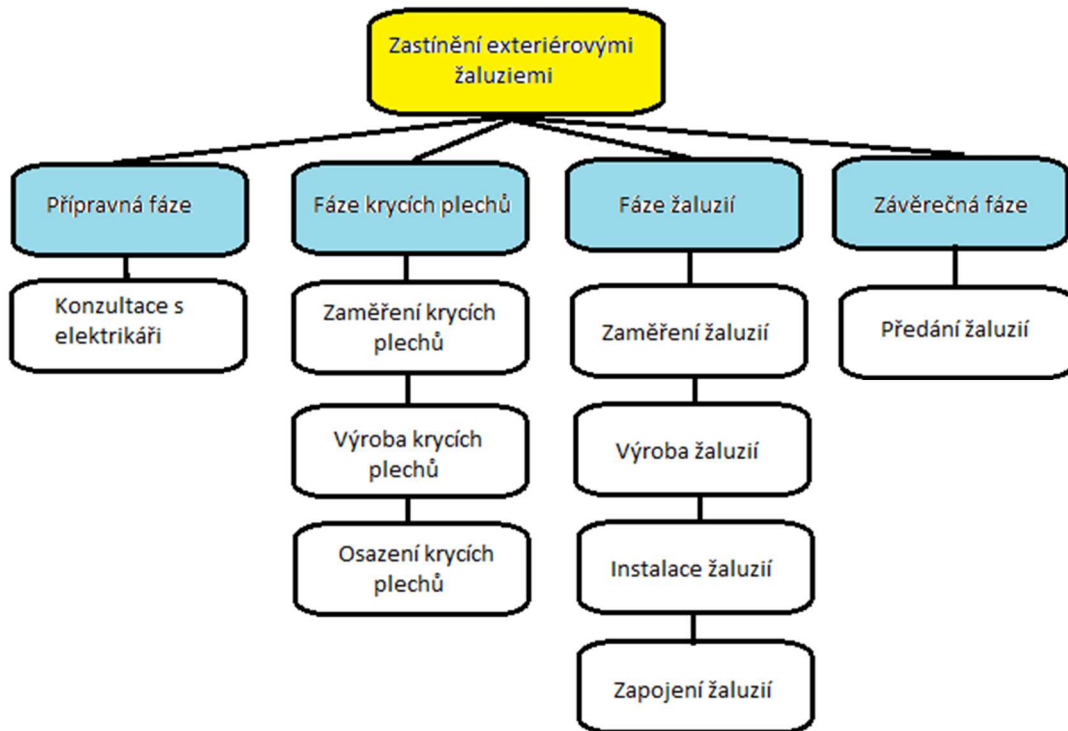 Zastínění exteriérovými
žaluziemi
Přípravná fáze
Fáze krycích plechů
Fáze žaluzií
Závěrečná fáze
Konzultace s
elektrikáři
Zaměření krycích
plechů
Zaměření žaluzií
Předání žaluzií
Výroba krycích
plechů
Výroba žaluzií
Osazení krycích
plechů
Instalace žaluzií
Zapojení žaluzií